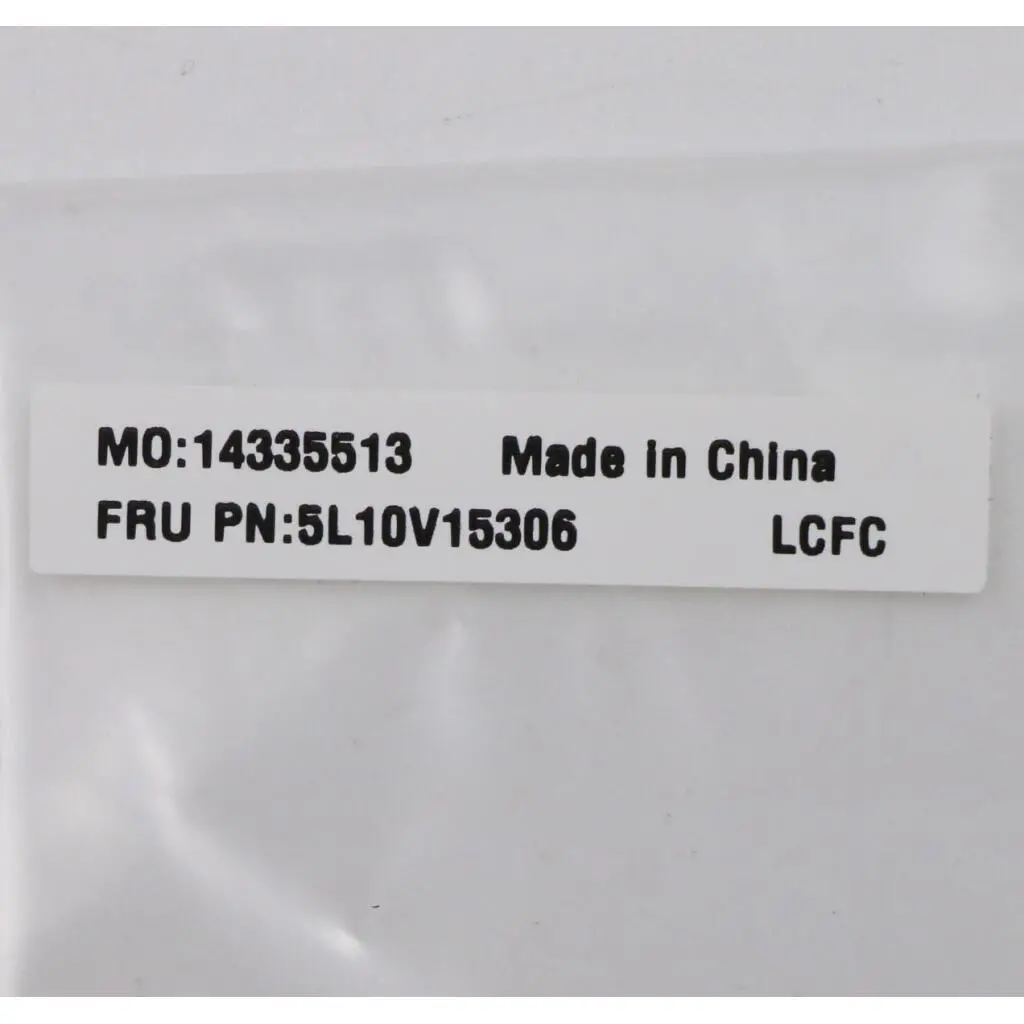 MO:14335513 Made in China
FRU PN:5L10V15306 LCFC